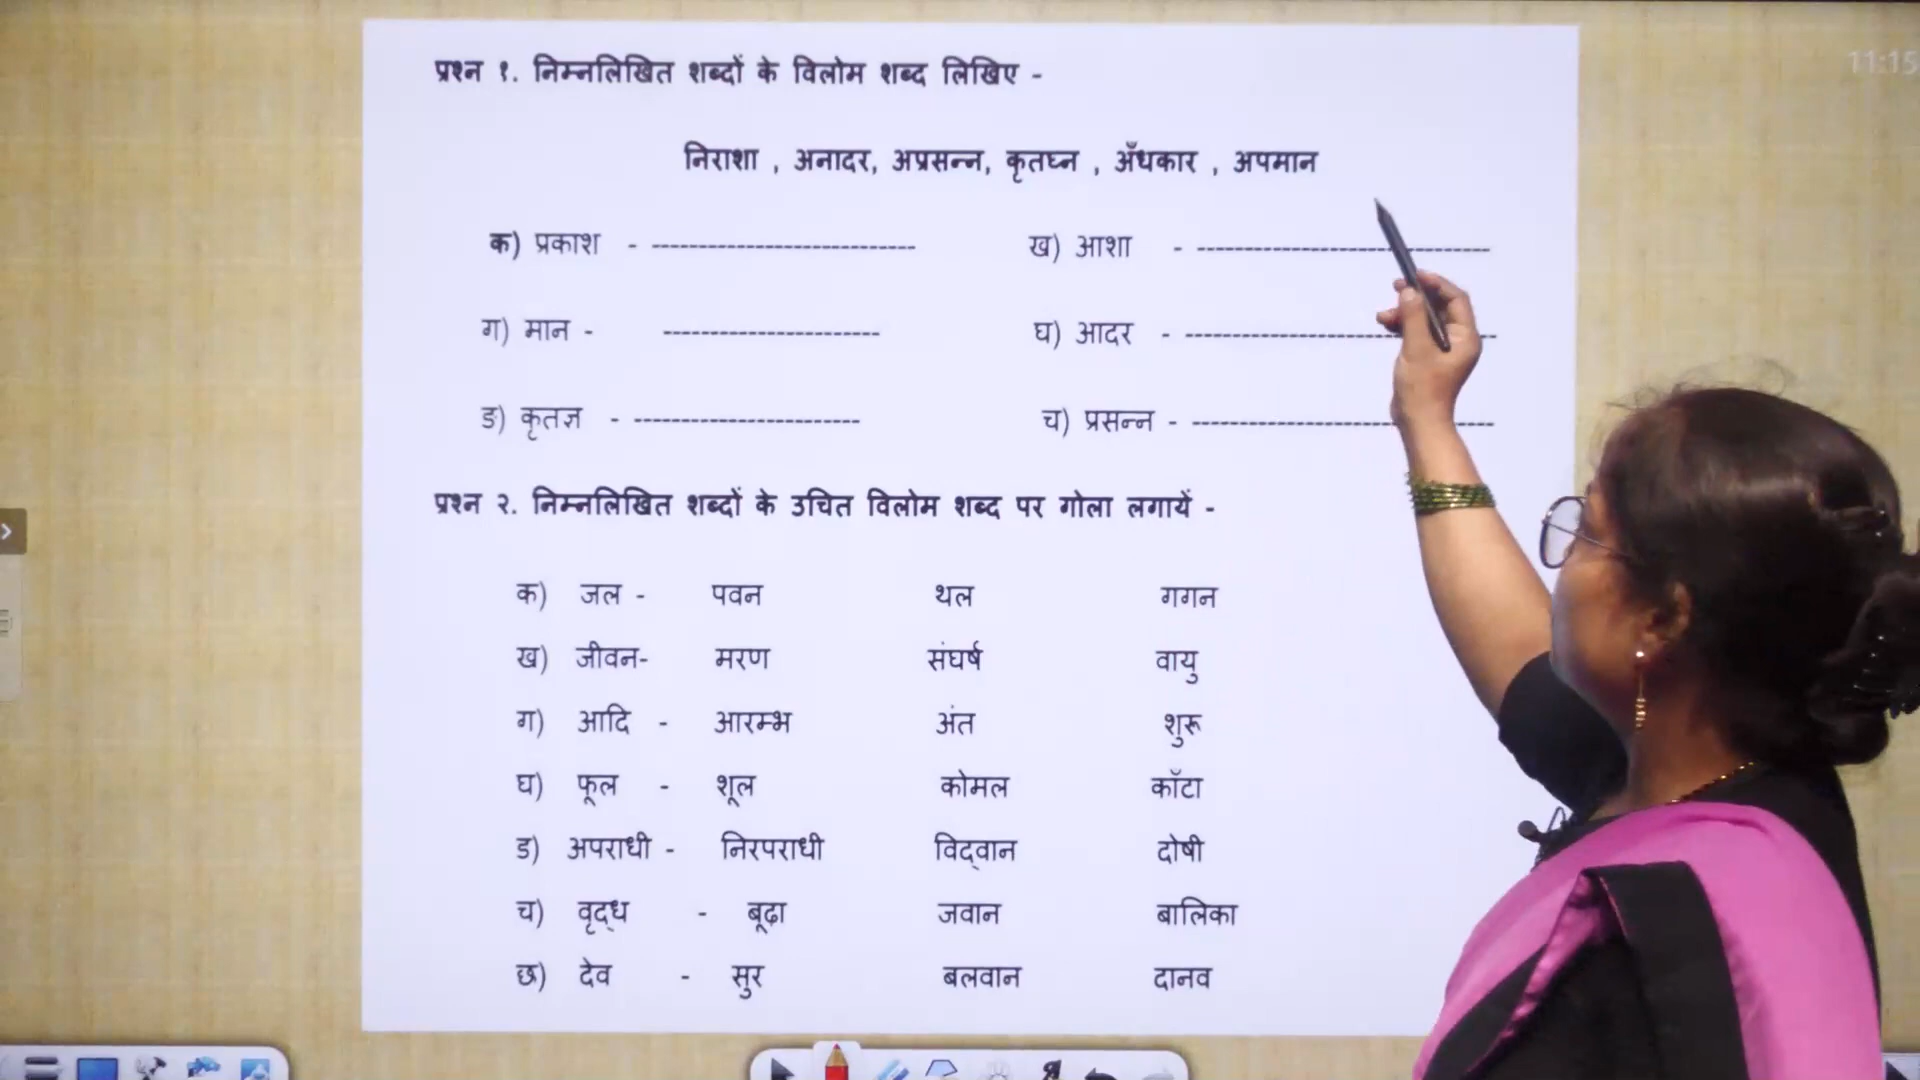 11:15
प्रश्न १. निम्नलिखित शब्दों के विलोम शब्द लिखिए -
निराशा , अनादर, अप्रसन्न, कृतघ्न , अँधकार , अपमान
क) प्रकाश - -------------------------- ख) आशा - -----------------------------
ग) मान - ---------------------- घ) आदर - -------------------------------
ङ) कृतज्ञ - ----------------------- च) प्रसन्न - ------------------------------
प्रश्न २. निम्नलिखित शब्दों के उचित विलोम शब्द पर गोला लगायें -
क) जल - पवन थल गगन
ख) जीवन- मरण संघर्ष वायु
ग) आदि - आरम्भ अंत शुरू
घ) फूल - शूल कोमल काँटा
ड) अपराधी - निरपराधी विद्वान दोषी
च) वृद्ध - बूढ़ा जवान बालिका
छ) देव - सुर बलवान दानव